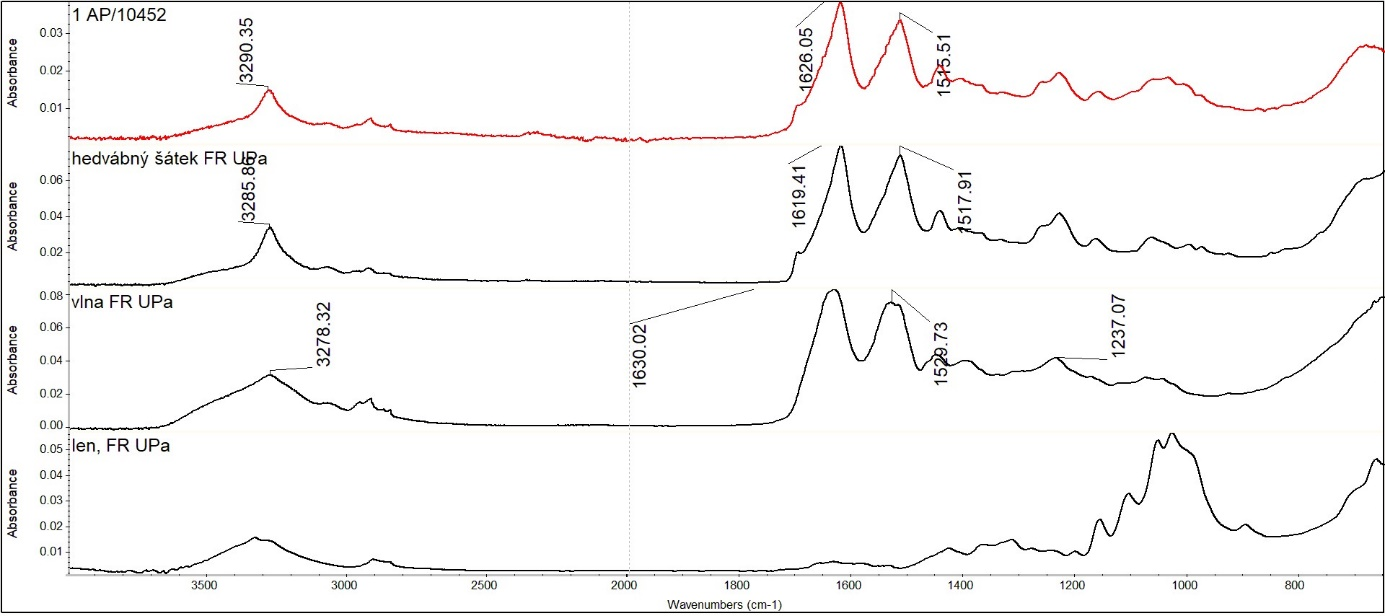 1 AP/10452
Absorbance
0.03
0.02
0.01
3290.35
1626.05
1515.51
hedvábný šátek FR UPa
Absorbance
0.06
0.04
0.02
3285.86
1619.41
1517.91
vlna FR UPa
Absorbance
0.08
0.06
0.04
0.02
0.00
3278.32
1630.02
1529.73
1237.07
len, FR UPa
Absorbance
0.05
0.04
0.03
0.02
0.01
3500 3000 2500 2000 1800 1600 1400 1200 1000 800
Wavenumbers (cm-1)